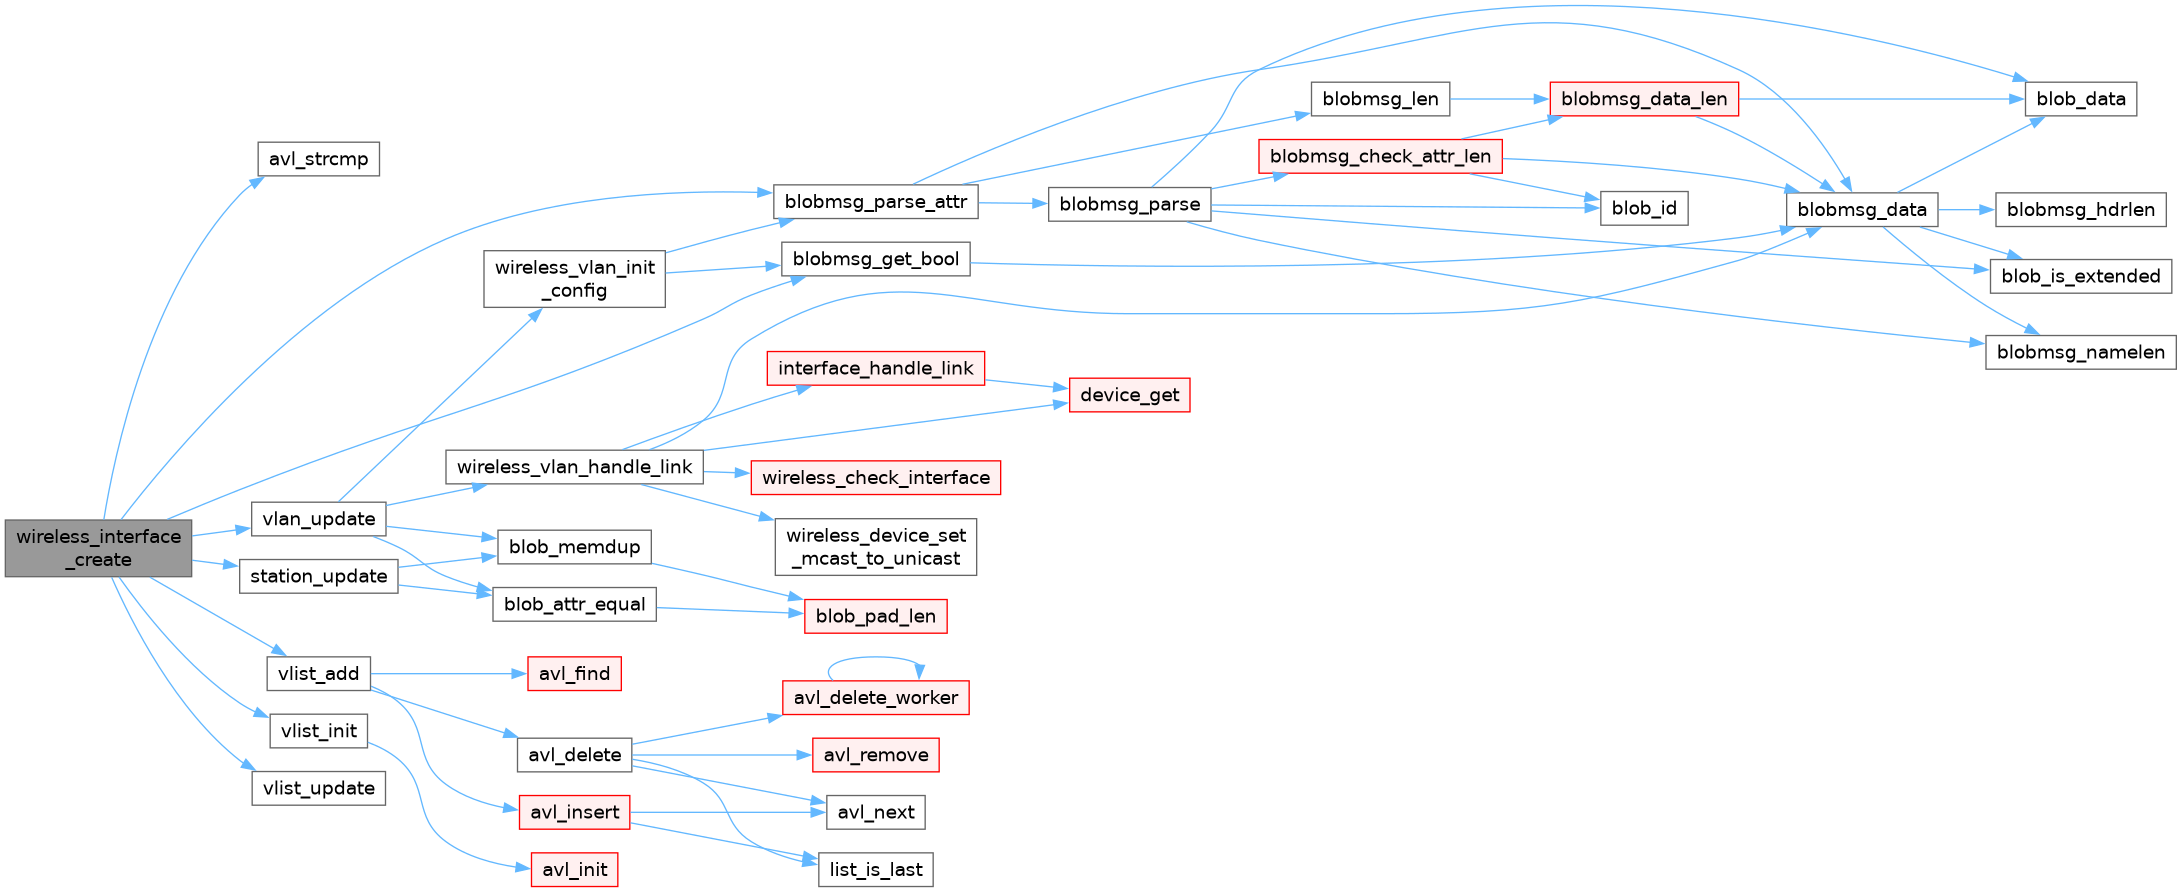 wireless_interface
_create
avl_strcmp
vlan_update
station_update
vlist_add
vlist_init
vlist_update
wireless_vlan_init
_config
wireless_vlan_handle_link
blob_memdup
blob_attr_equal
avl_find
avl_delete
avl_insert
avl_init
blobmsg_parse_attr
blobmsg_get_bool
interface_handle_link
wireless_check_interface
wireless_device_set
_mcast_to_unicast
blob_pad_len
avl_delete_worker
avl_remove
avl_next
list_is_last
blobmsg_parse
device_get
blobmsg_len
blobmsg_check_attr_len
blobmsg_data_len
blob_id
blobmsg_data
blob_data
blobmsg_hdrlen
blob_is_extended
blobmsg_namelen